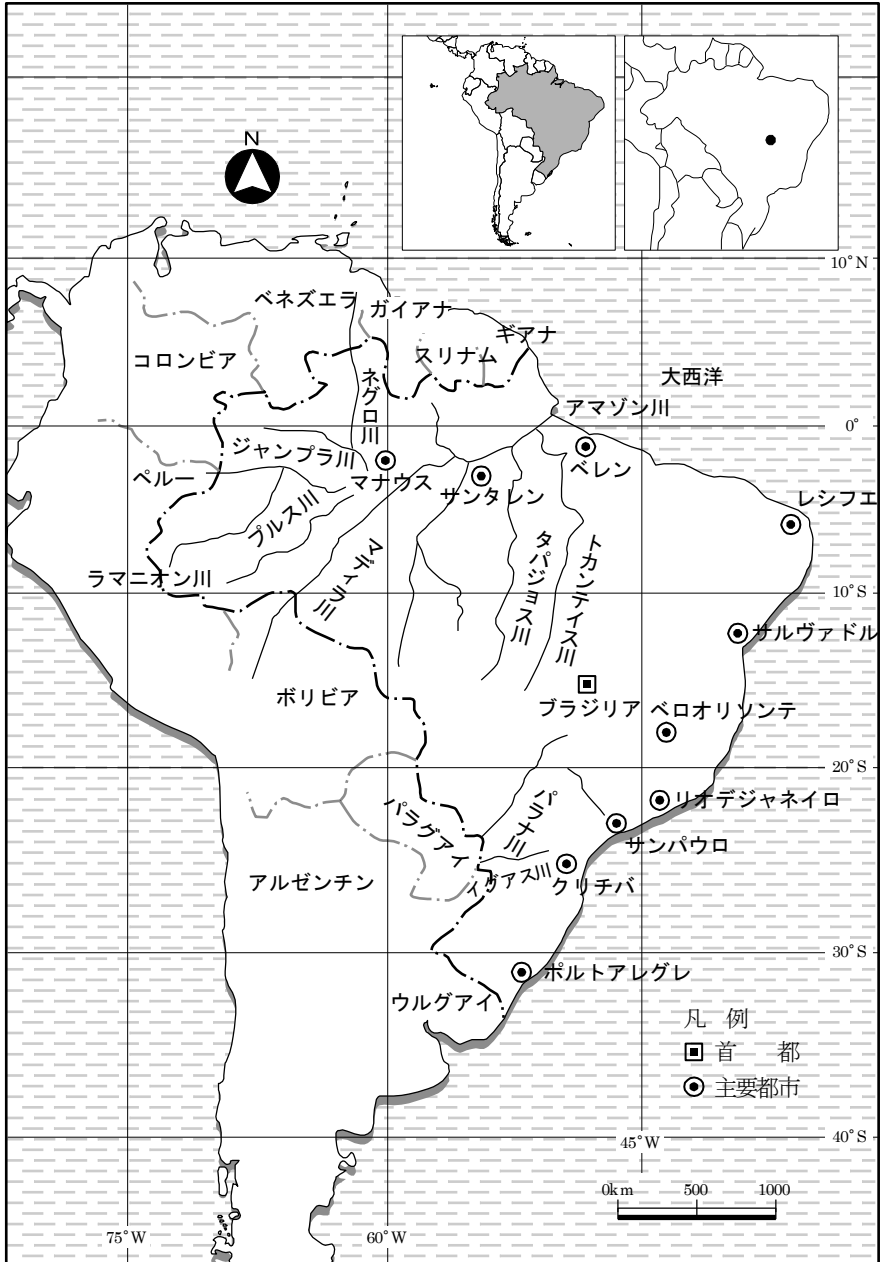 N
10°N
ベネズエラ
ガイアナ
ギアナ
コロンビア
スリナム
大西洋
ネグロ川
アマゾン川
0°
ジャンプラ川
ペルー
マナウス
サンタレン
ベレン
レシフエ
プルス川
マディラ川
タパジョス川
トカンテイス川
ラマニオン川
10°S
サルヴァドル
ボリビア
ブラジリア
ベロオリソンテ
20°S
パラグアィ
パラナ川
リオデジャネイロ
サンパウロ
アルゼンチン
ィグアス川
クリチバ
30°S
ポルトアレグレ
ウルグアイ
凡 例
首 都
主要都市
45°W
40°S
0km 500 1000
75°W
60°W